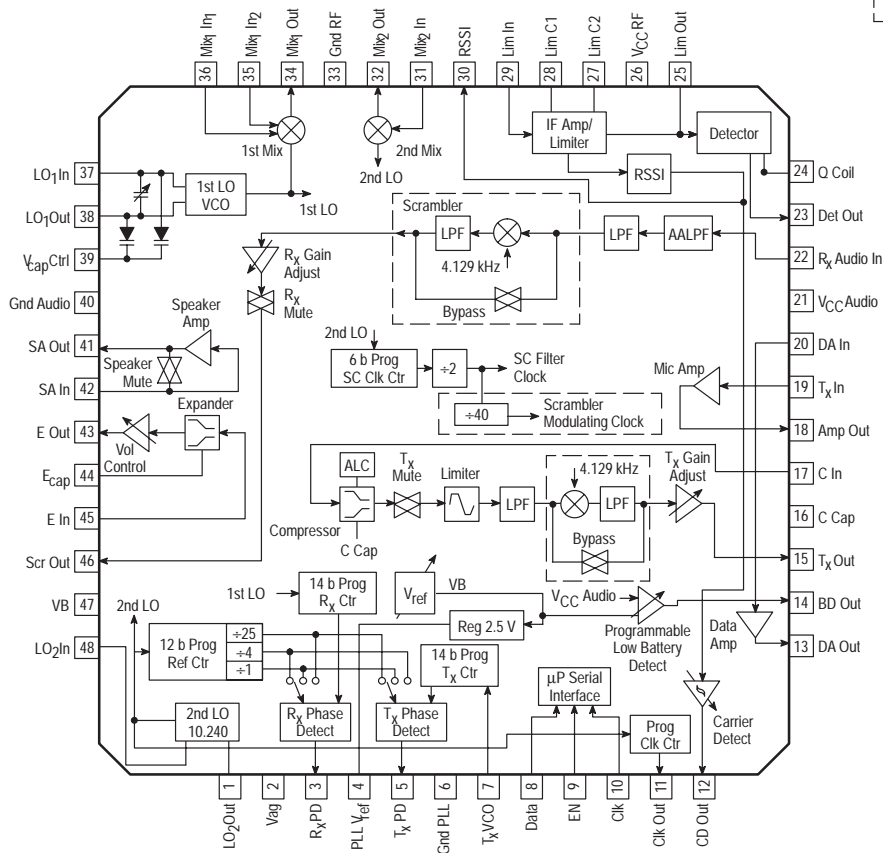 Mix1 In1
Mix1 In2
Mix1 Out
Gnd RF
Mix2 Out
Mix2 In
RSSI
Lim In
Lim C1
Lim C2
VCC RF
Lim Out
36
35
34
33
32
31
30
29
28
27
26
25
1st Mix
2nd Mix
2nd LO
IF Amp/
Limiter
Detector
RSSI
LO1In
37
LO1Out
38
VcapCtrl
39
Gnd Audio
40
SA Out
41
SA In
42
E Out
43
Ecap
44
E In
45
Scr Out
46
VB
47
LO2In
48
1st LO
VCO
1st LO
24
Q Coil
23
Det Out
22
Rx Audio In
21
VCC Audio
20
DA In
19
Tx In
18
Amp Out
17
C In
16
C Cap
15
Tx Out
14
BD Out
13
DA Out
Scrambler
LPF
4.129 kHz
Bypass
LPF
AALPF
Rx Gain
Adjust
Rx
Mute
Speaker
Amp
Speaker
Mute
Expander
Vol
Control
2nd LO
6 b Prog
SC Clk Ctr
÷2
SC Filter
Clock
÷40
Scrambler
Modulating Clock
Mic Amp
ALC
Compressor
C Cap
Tx
Mute
Limiter
LPF
4.129 kHz
LPF
Bypass
Tx Gain
Adjust
1st LO
14 b Prog
Rx Ctr
Vref
VB
Reg 2.5 V
VCC Audio
Programmable
Low Battery
Detect
Data
Amp
2nd LO
12 b Prog
Ref Ctr
÷25
÷4
÷1
14 b Prog
Tx Ctr
2nd LO
10.240
Rx Phase
Detect
Tx Phase
Detect
µP Serial
Interface
Prog
Clk Ctr
Carrier
Detect
1
2
3
4
5
6
7
8
9
10
11
12
LO2Out
Vag
RxPD
PLL Vref
Tx PD
Gnd PLL
TxVCO
Data
EN
Clk
Clk Out
CD Out